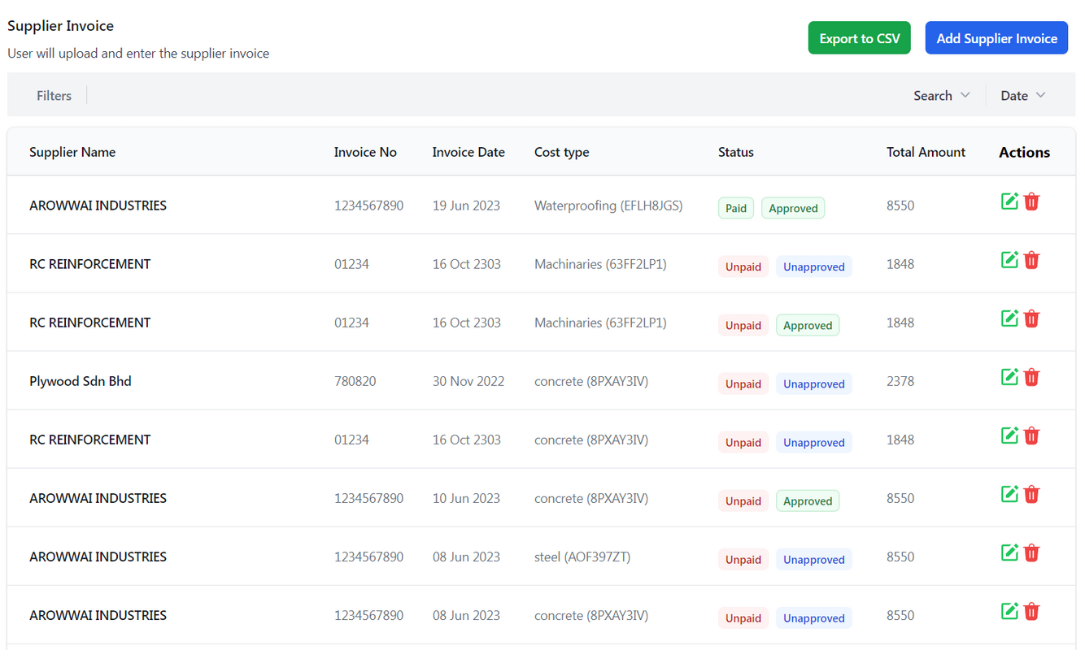 Supplier Invoice
User will upload and enter the supplier invoice
Export to CSV Add Supplier Invoice
Filters Search Date
Supplier Name Invoice No Invoice Date Cost type Status Total Amount Actions
AROWWAI INDUSTRIES 1234567890 19 Jun 2023 Waterproofing (EFLH8JGS) Paid Approved 8550
RC REINFORCEMENT 01234 16 Oct 2303 Machinaries (63FF2LP1) Unpaid Unapproved 1848
RC REINFORCEMENT 01234 16 Oct 2303 Machinaries (63FF2LP1) Unpaid Approved 1848
Plywood Sdn Bhd 780820 30 Nov 2022 concrete (8PXAY3IV) Unpaid Unapproved 2378
RC REINFORCEMENT 01234 16 Oct 2303 concrete (8PXAY3IV) Unpaid Unapproved 1848
AROWWAI INDUSTRIES 1234567890 10 Jun 2023 concrete (8PXAY3IV) Unpaid Approved 8550
AROWWAI INDUSTRIES 1234567890 08 Jun 2023 steel (AOF397ZT) Unpaid Unapproved 8550
AROWWAI INDUSTRIES 1234567890 08 Jun 2023 concrete (8PXAY3IV) Unpaid Unapproved 8550